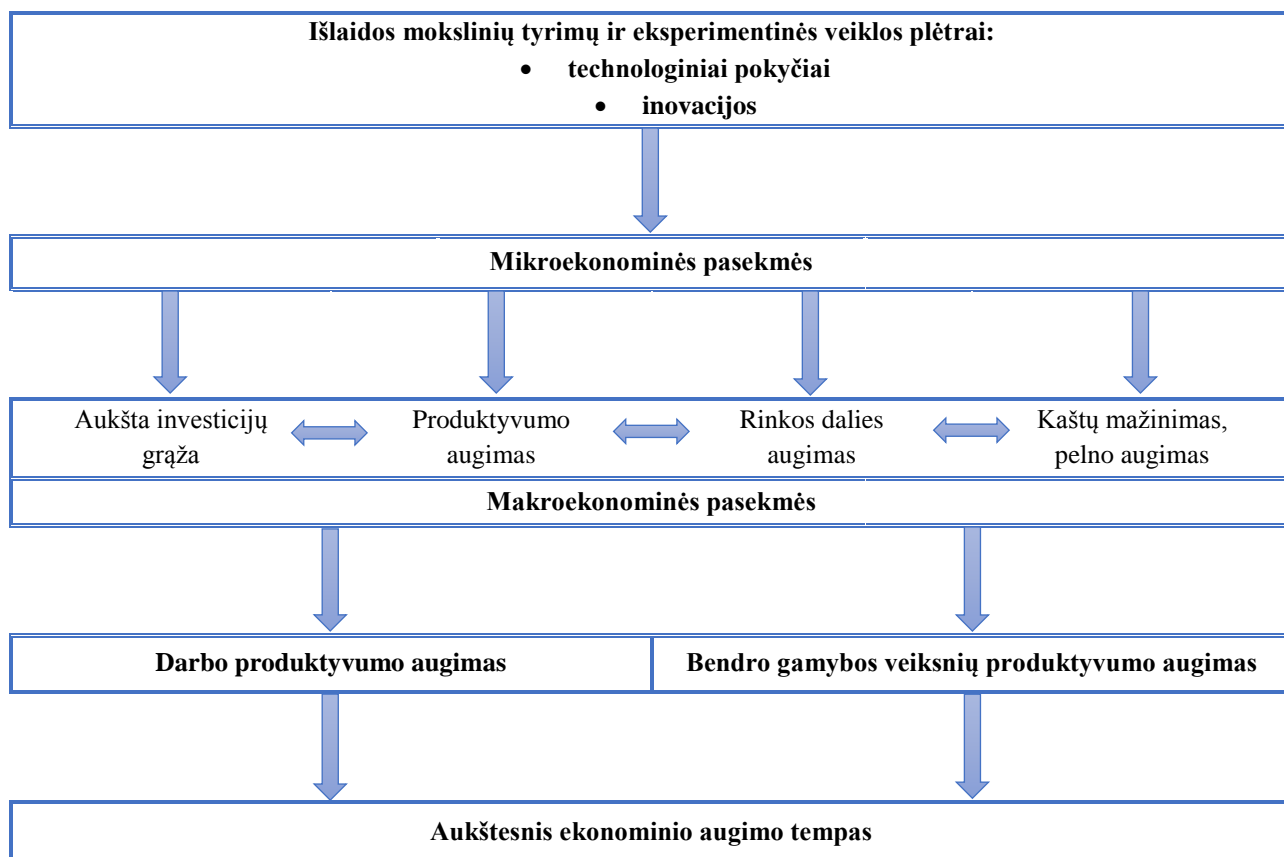 Išlaidos mokslinių tyrimų ir eksperimentinės veiklos plėtrai:
• technologiniai pokyčiai
• inovacijos
Mikroekonominės pasekmės
Aukšta investicijų
grąža
Produktyvumo
augimas
Rinkos dalies
augimas
Kaštų mažinimas,
pelno augimas
Makroekonominės pasekmės
Darbo produktyvumo augimas
Bendro gamybos veiksnių produktyvumo augimas
Aukštesnis ekonominio augimo tempas